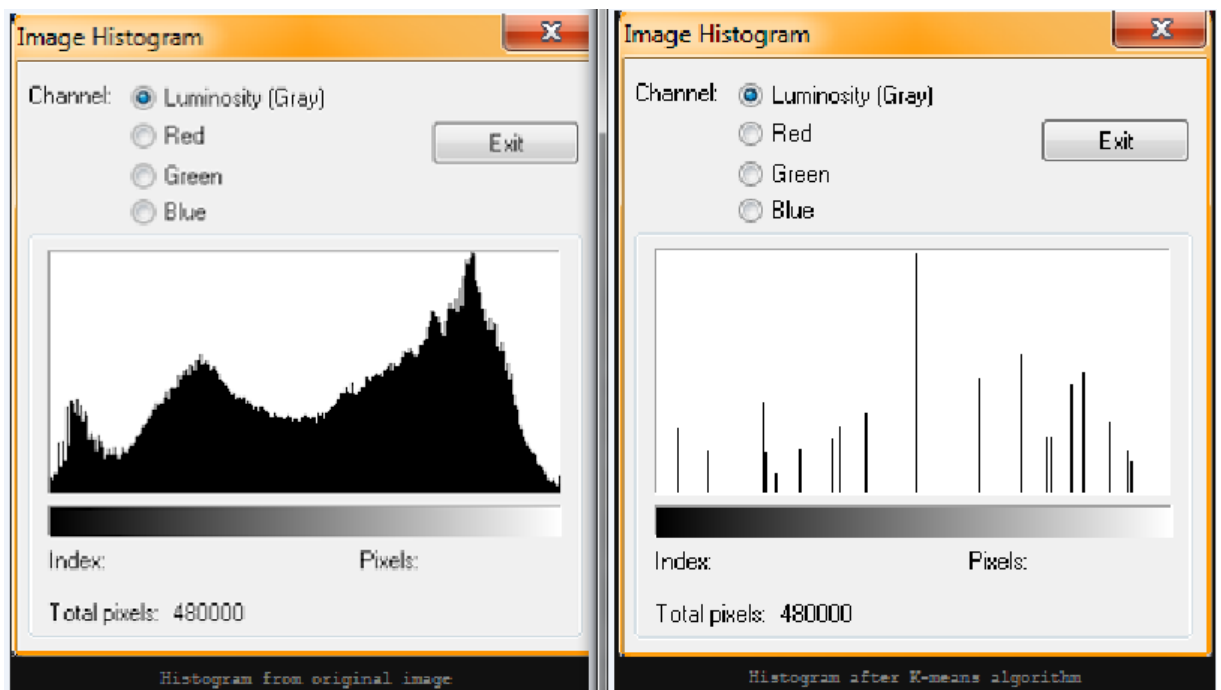 Image Histogram
Channel: Luminosity (Gray)
Red
Exit
Green
Blue
Index: Pixels:
Total pixels: 480000
Histogram from original image
Image Histogram
Channel: Luminosity (Gray)
Red
Exit
Green
Blue
Index: Pixels:
Total pixels: 480000
Histogram after K-means algorithm